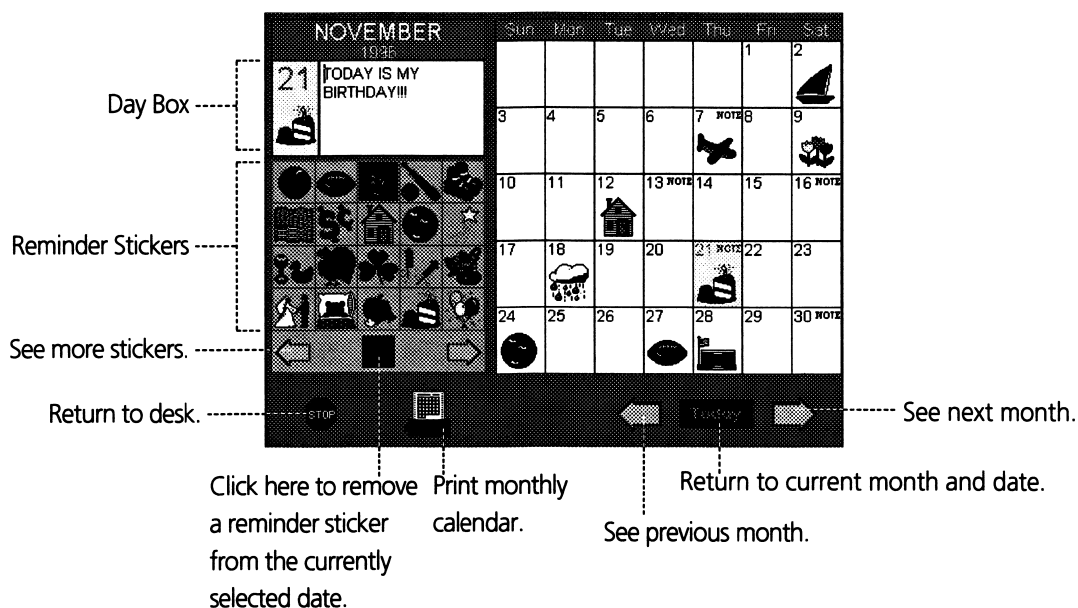 NOVEMBER
1996
Sun Mon Tue Wed Thu Fri Sat
21 TODAY IS MY
BIRTHDAY!!!
1 2
3 4 5 6 7 NOTE 8 9
10 11 12 13 NOTE 14 15 16 NOTE
17 18 19 20 21 NOTE 22 23
24 25 26 27 28 29 30 NOTE
STOP
Today
Day Box
Reminder Stickers
See more stickers.
Return to desk.
Click here to remove
a reminder sticker
from the currently
selected date.
Print monthly
calendar.
See previous month.
Return to current month and date.
See next month.